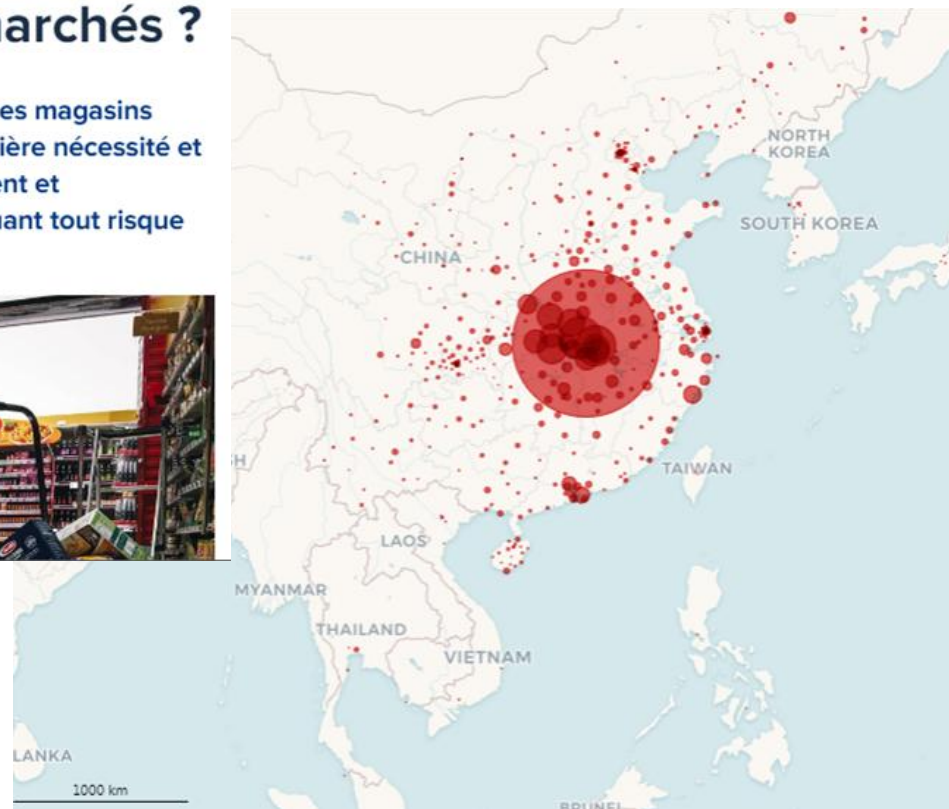 archés ?
es magasins
ière nécessité et
ent et
uant tout risque
NORTH
KOREA
SOUTH KOREA
CHINA
TAIWAN
LAOS
MYANMAR
THAILAND
VIETNAM
LANKA
1000 km
BRUNEI